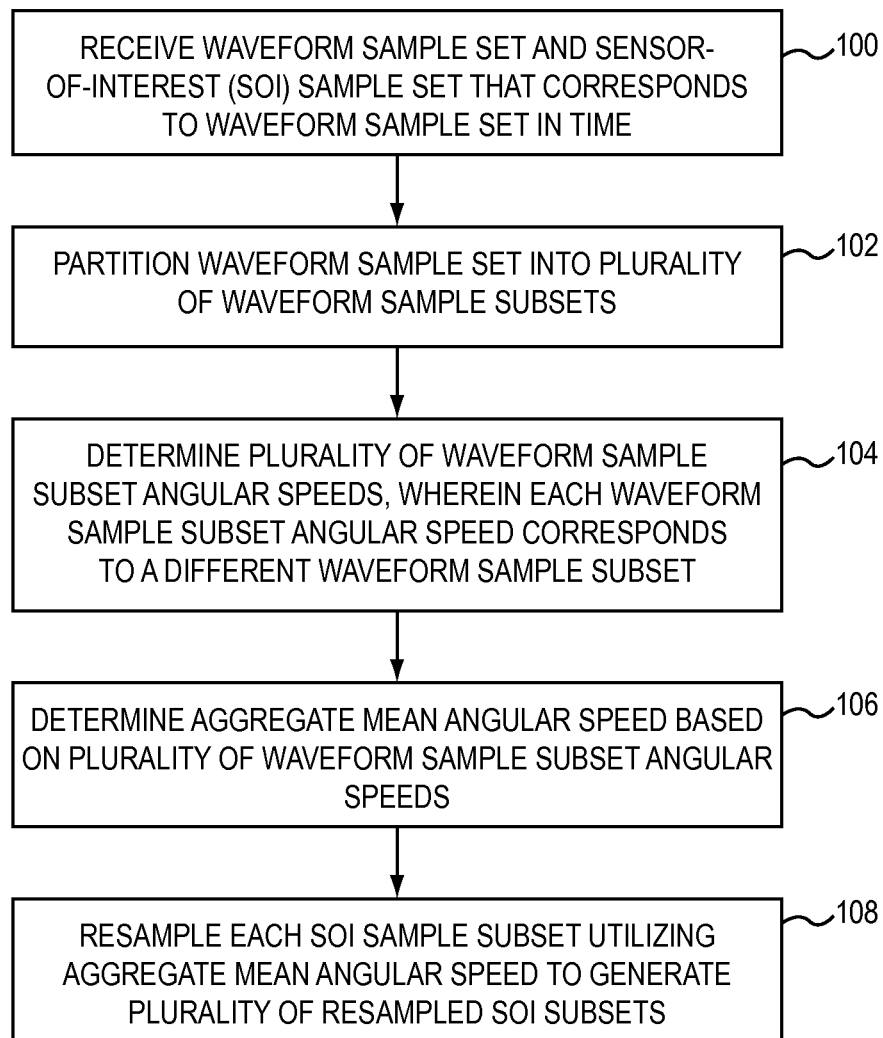 RECEIVE WAVEFORM SAMPLE SET AND SENSOR-
OF-INTEREST (SOI) SAMPLE SET THAT CORRESPONDS
TO WAVEFORM SAMPLE SET IN TIME
100
PARTITION WAVEFORM SAMPLE SET INTO PLURALITY
OF WAVEFORM SAMPLE SUBSETS
102
DETERMINE PLURALITY OF WAVEFORM SAMPLE
SUBSET ANGULAR SPEEDS, WHEREIN EACH WAVEFORM
SAMPLE SUBSET ANGULAR SPEED CORRESPONDS
TO A DIFFERENT WAVEFORM SAMPLE SUBSET
104
DETERMINE AGGREGATE MEAN ANGULAR SPEED BASED
ON PLURALITY OF WAVEFORM SAMPLE SUBSET ANGULAR
SPEEDS
106
RESAMPLE EACH SOI SAMPLE SUBSET UTILIZING
AGGREGATE MEAN ANGULAR SPEED TO GENERATE
PLURALITY OF RESAMPLED SOI SUBSETS
108